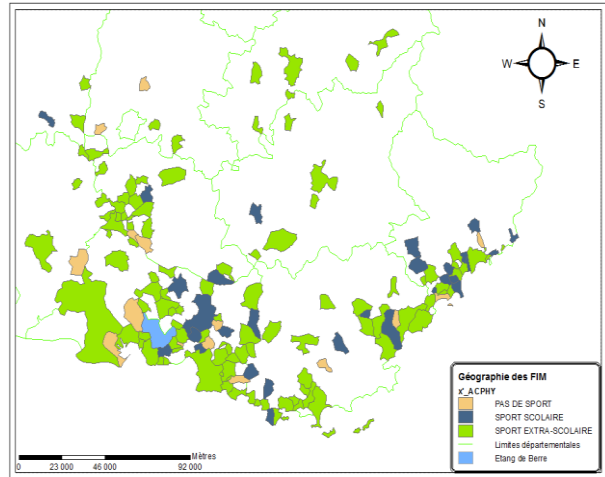 N
W E
S
Géographie des FIM
x'_ACPHY
PAS DE SPORT
SPORT SCOLAIRE
SPORT EXTRA-SCOLAIRE
Limites départementales
Etang de Berre
Mètres
0 23 000 46 000 92 000